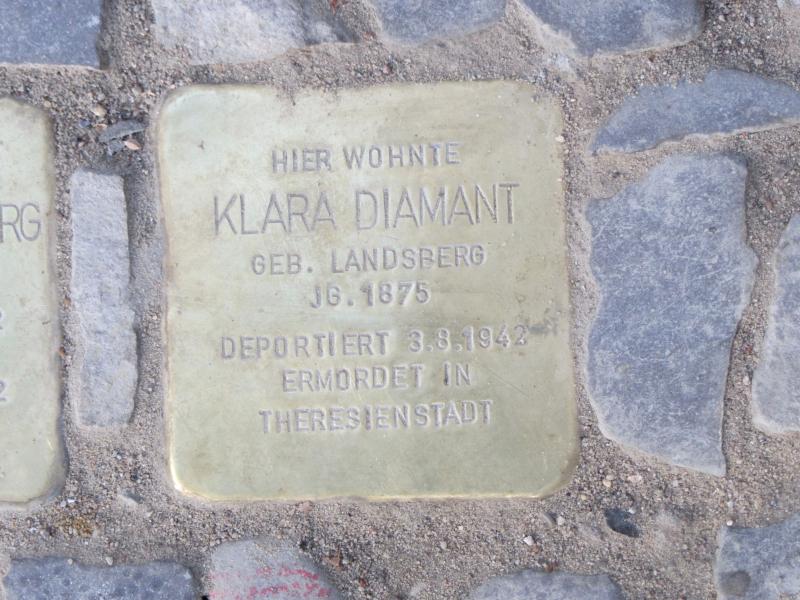 HIER WOHNTE
KLARA DIAMANT
GEB. LANDSBERG
JG. 1875
DEPORTIERT 3.8.1942
ERMORDET IN
THERESIENSTADT